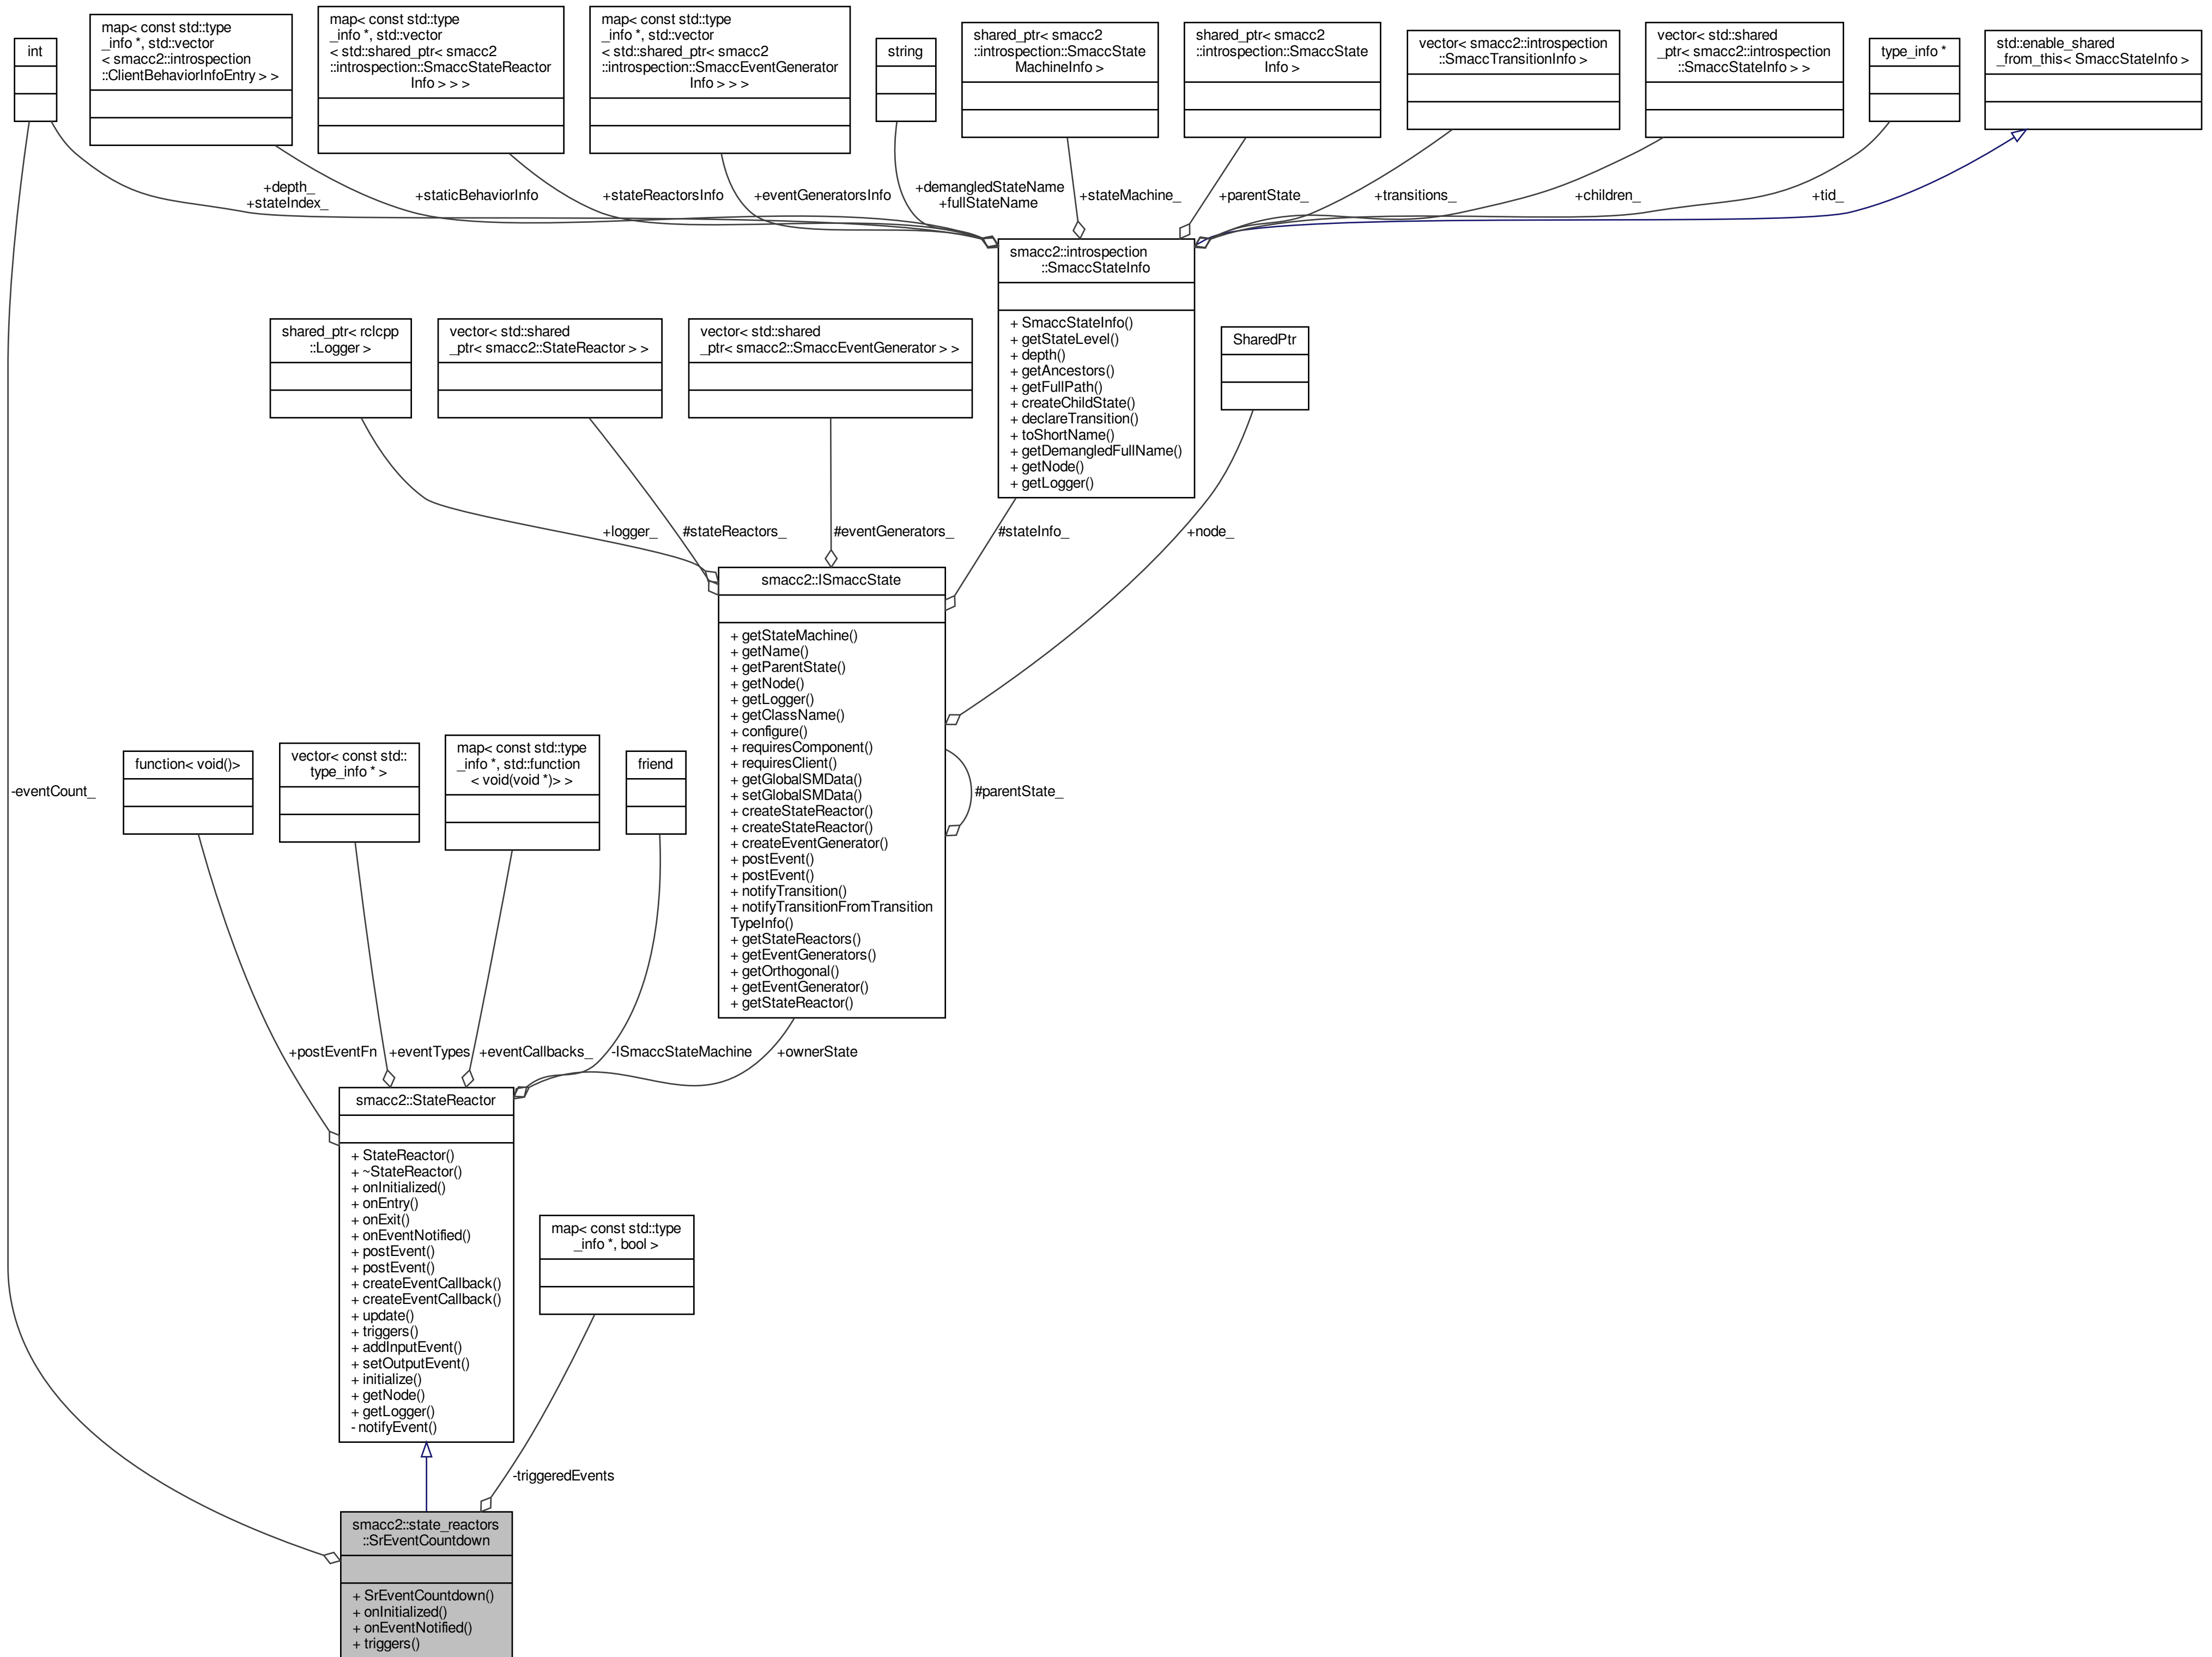 int
map< const std::type
_info *, std::vector
< smacc2::introspection
::ClientBehaviorInfoEntry > >
map< const std::type
_info *, std::vector
< std::shared_ptr< smacc2
::introspection::SmaccStateReactor
Info > > >
map< const std::type
_info *, std::vector
< std::shared_ptr< smacc2
::introspection::SmaccEventGenerator
Info > > >
string
shared_ptr< smacc2
::introspection::SmaccState
MachineInfo >
shared_ptr< smacc2
::introspection::SmaccState
Info >
vector< smacc2::introspection
::SmaccTransitionInfo >
vector< std::shared
_ptr< smacc2::introspection
::SmaccStateInfo > >
type_info *
std::enable_shared
_from_this< SmaccStateInfo >
+depth_
+stateIndex_
+staticBehaviorInfo
+stateReactorsInfo
+eventGeneratorsInfo
+demangledStateName
+fullStateName
+stateMachine_
+parentState_
+transitions_
+children_
+tid_
smacc2::introspection
::SmaccStateInfo
+ SmaccStateInfo()
+ getStateLevel()
+ depth()
+ getAncestors()
+ getFullPath()
+ createChildState()
+ declareTransition()
+ toShortName()
+ getDemangledFullName()
+ getNode()
+ getLogger()
shared_ptr< rclcpp
::Logger >
vector< std::shared
_ptr< smacc2::StateReactor > >
vector< std::shared
_ptr< smacc2::SmaccEventGenerator > >
SharedPtr
+logger_
#stateReactors_
#eventGenerators_
#stateInfo_
+node_
smacc2::ISmaccState
+ getStateMachine()
+ getName()
+ getParentState()
+ getNode()
+ getLogger()
+ getClassName()
+ configure()
+ requiresComponent()
+ requiresClient()
+ getGlobalSMData()
+ setGlobalSMData()
+ createStateReactor()
+ createStateReactor()
+ createEventGenerator()
+ postEvent()
+ postEvent()
+ notifyTransition()
+ notifyTransitionFromTransition
TypeInfo()
+ getStateReactors()
+ getEventGenerators()
+ getOrthogonal()
+ getEventGenerator()
+ getStateReactor()
#parentState_
-eventCount_
function< void()>
vector< const std::
type_info * >
map< const std::type
_info *, std::function
< void(void *)> >
friend
+postEventFn
+eventTypes
+eventCallbacks_
-ISmaccStateMachine
+ownerState
smacc2::StateReactor
+ StateReactor()
+ ~StateReactor()
+ onInitialized()
+ onEntry()
+ onExit()
+ onEventNotified()
+ postEvent()
+ postEvent()
+ createEventCallback()
+ createEventCallback()
+ update()
+ triggers()
+ addInputEvent()
+ setOutputEvent()
+ initialize()
+ getNode()
+ getLogger()
- notifyEvent()
map< const std::type
_info *, bool >
-triggeredEvents
smacc2::state_reactors
::SrEventCountdown
+ SrEventCountdown()
+ onInitialized()
+ onEventNotified()
+ triggers()